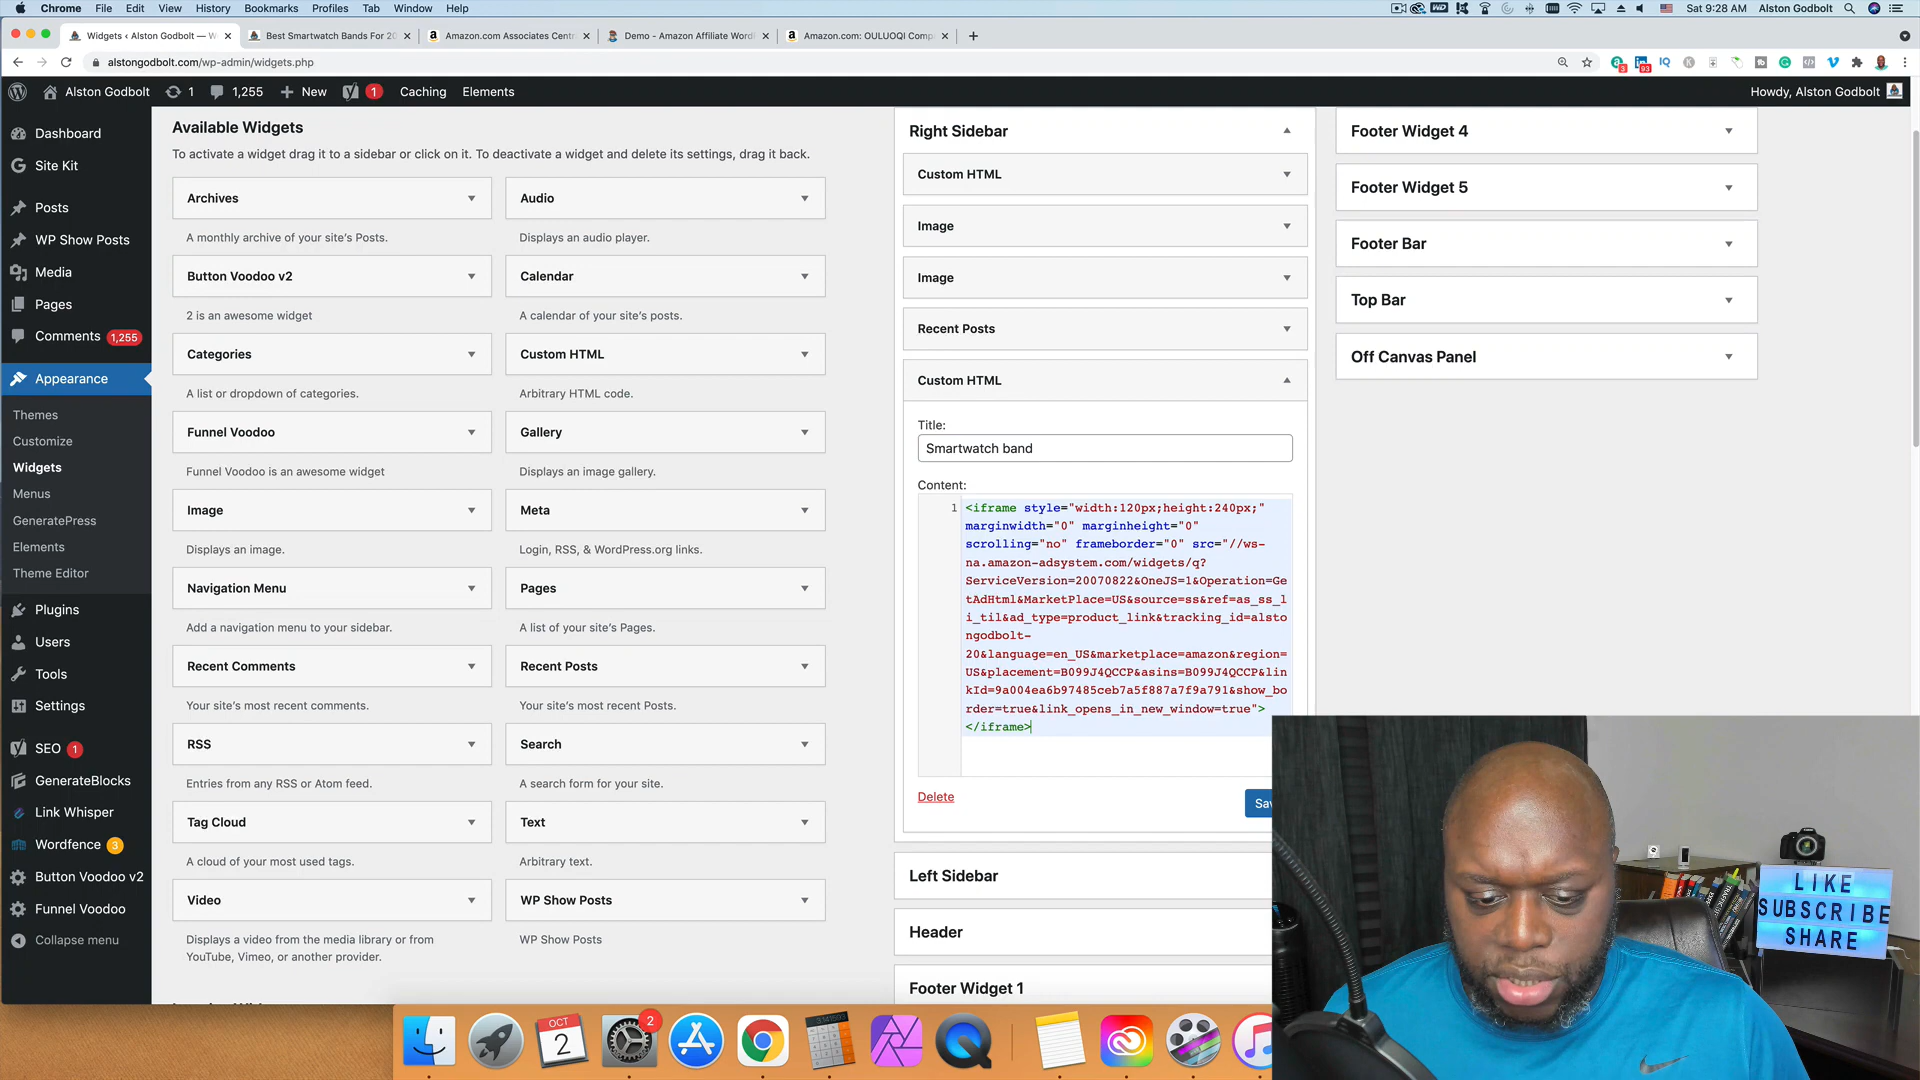 Chrome File Edit View History Bookmarks Profiles Tab Window Help
Sat 9:28 AM Alston Godbolt
Widgets ‹ Alston Godbolt — W
Best Smartwatch Bands For 20
Amazon.com Associates Centr
Demo - Amazon Affiliate Word
Amazon.com: OULUOQI Compa
alstongodbolt.com/wp-admin/widgets.php
3
93
Alston Godbolt 1 1,255 New 1 Caching Elements
Howdy, Alston Godbolt
Dashboard
Site Kit
Posts
WP Show Posts
Media
Pages
Comments 1,255
Appearance
Themes
Customize
Widgets
Menus
GeneratePress
Elements
Theme Editor
Plugins
Users
Tools
Settings
SEO 1
GenerateBlocks
Link Whisper
Wordfence 3
Button Voodoo v2
Funnel Voodoo
Collapse menu
Available Widgets
To activate a widget drag it to a sidebar or click on it. To deactivate a widget and delete its settings, drag it back.
Archives
A monthly archive of your site's Posts.
Audio
Displays an audio player.
Button Voodoo v2
2 is an awesome widget
Calendar
A calendar of your site's posts.
Categories
A list or dropdown of categories.
Custom HTML
Arbitrary HTML code.
Funnel Voodoo
Funnel Voodoo is an awesome widget
Gallery
Displays an image gallery.
Image
Displays an image.
Meta
Login, RSS, & WordPress.org links.
Navigation Menu
Add a navigation menu to your sidebar.
Pages
A list of your site's Pages.
Recent Comments
Your site's most recent comments.
Recent Posts
Your site's most recent Posts.
RSS
Entries from any RSS or Atom feed.
Search
A search form for your site.
Tag Cloud
A cloud of your most used tags.
Text
Arbitrary text.
Video
Displays a video from the media library or from
YouTube, Vimeo, or another provider.
WP Show Posts
WP Show Posts
Right Sidebar
Custom HTML
Image
Image
Recent Posts
Custom HTML
Title:
Smartwatch band
Content:
1 <iframe style="width:120px;height:240px;"
marginwidth="0" marginheight="0"
scrolling="no" frameborder="0" src="//ws-
na.amazon-adsystem.com/widgets/q?
ServiceVersion=20070822&OneJS=1&Operation=Ge
tAdHtml&MarketPlace=US&source=ss&ref=as_ss_l
i_til&ad_type=product_link&tracking_id=alsto
ngodbolt-
20&language=en_US&marketplace=amazon&region=
US&placement=B099J4QCCP&asins=B099J4QCCP&lin
kId=9a004ea6b97485ceb7a5f887a7f9a791&show_bo
rder=true&link_opens_in_new_window=true">
</iframe>
Delete
Sav
Left Sidebar
Header
Footer Widget 1
Footer Widget 4
Footer Widget 5
Footer Bar
Top Bar
Off Canvas Panel
LIKE
SUBSCRIBE
SHARE
OCT
2
2